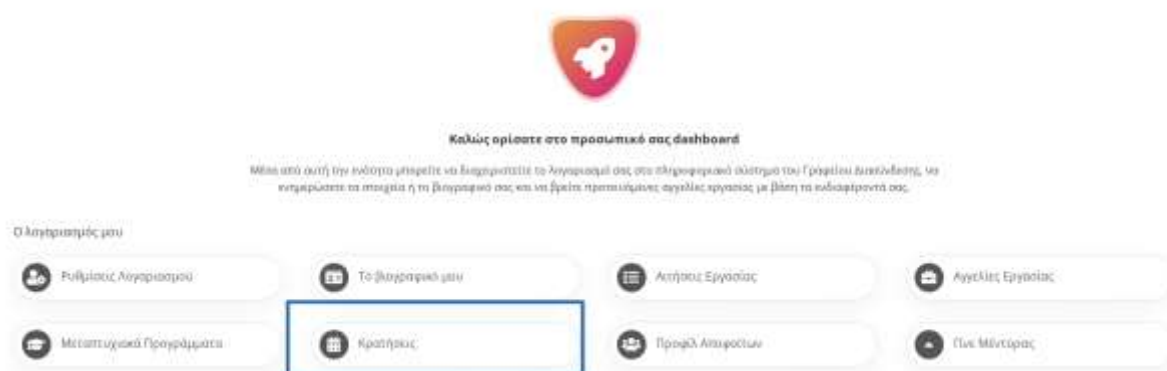 Καλώς ορίσατε στο προσωπικό σας dashboard
Μέσα από αυτή την ενότητα μπορείτε να διαχειριστείτε το λογαριασμό σας στο πληροφοριακό σύστημα του Γραφείου Διασύνδεσης, να
ενημερώσετε τα στοιχεία ή το βιογραφικό σας και να βρείτε προτεινόμενες αγγελίες εργασίας με βάση τα ενδιαφέροντά σας.
Ο λογαριασμός μου
Ρυθμίσεις Λογαριασμού
Το βιογραφικό μου
Αιτήσεις Εργασίας
Αγγελίες Εργασίας
Μεταπτυχιακά Προγράμματα
Κρατήσεις
Προφίλ Αποφοίτων
Γίνε Μέντορας